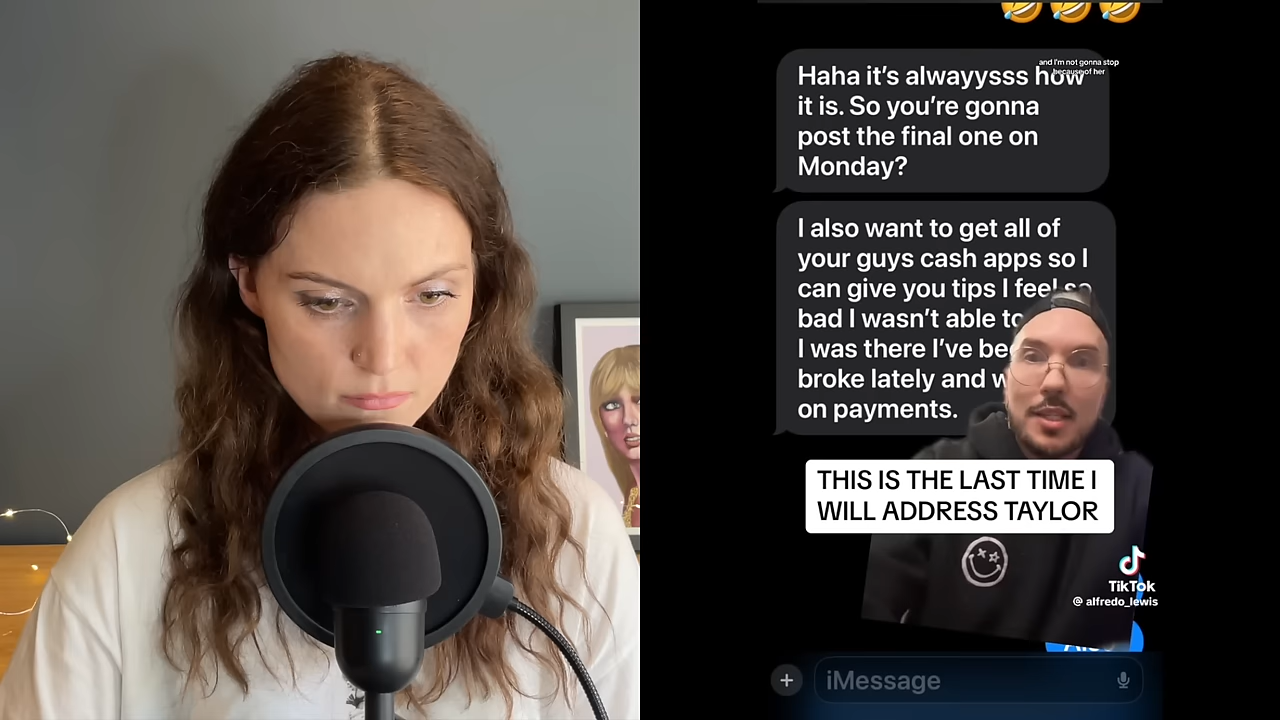 and I'm not gonna stop
because of her
Haha it's alwayysss how
it is. So you're gonna
post the final one on
Monday?
I also want to get all of
your guys cash apps so I
can give you tips I feel so
bad I wasn't able to
I was there I've be
broke lately and w
on payments.
THIS IS THE LAST TIME I
WILL ADDRESS TAYLOR
TikTok
@ alfredo_lewis
iMessage